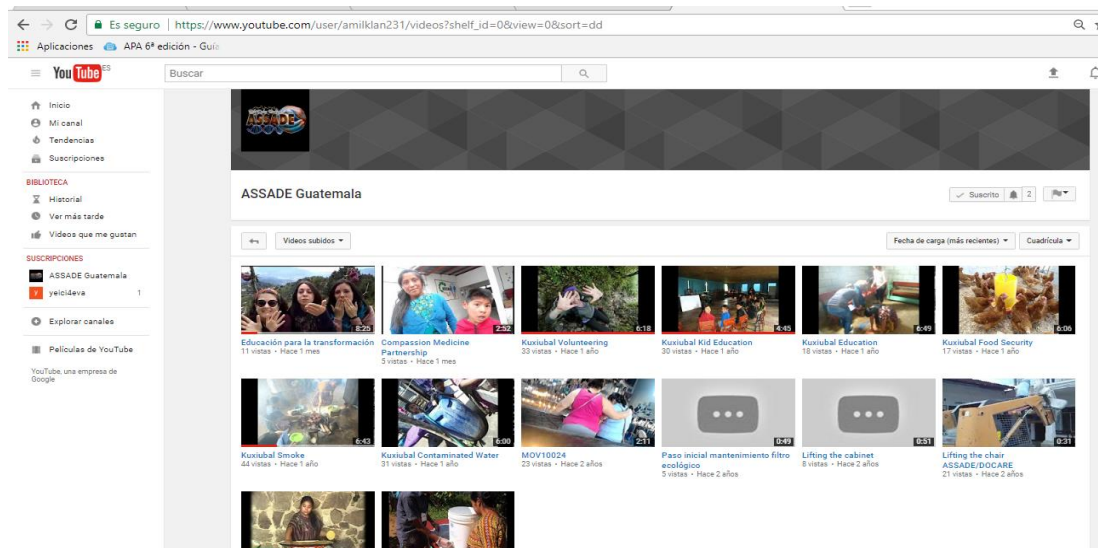 Es seguro | https://www.youtube.com/user/amilklan231/videos?shelf_id=0&view=0&sort=dd
Aplicaciones APA 6ª edición - Guía
YouTube ES
Buscar
Inicio
Mi canal
Tendencias
Suscripciones
BIBLIOTECA
Historial
Ver más tarde
Vídeos que me gustan
SUSCRIPCIONES
ASSADE Guatemala
y yeici4eva 1
Explorar canales
Películas de YouTube
YouTube, una empresa de
Google
ASSADE
ASSADE Guatemala
Suscrito 2
Vídeos subidos
Fecha de carga (más recientes) Cuadrícula
8:25 2:52 6:18 4:45 6:49 6:06
Educación para la transformación
11 vistas • Hace 1 mes
Compassion Medicine
Partnership
5 vistas • Hace 1 mes
Kuxiubal Volunteering
33 vistas • Hace 1 año
Kuxiubal Kid Education
30 vistas • Hace 1 año
Kuxiubal Education
18 vistas • Hace 1 año
Kuxiubal Food Security
17 vistas • Hace 1 año
6:43 6:00 2:11 0:49 0:51 0:31
Kuxiubal Smoke
44 vistas • Hace 1 año
Kuxiubal Contaminated Water
31 vistas • Hace 1 año
MOV10024
23 vistas • Hace 2 años
Paso inicial mantenimiento filtro
ecológico
5 vistas • Hace 2 años
Lifting the cabinet
8 vistas • Hace 2 años
Lifting the chair
ASSADE/DOCARE
21 vistas • Hace 2 años